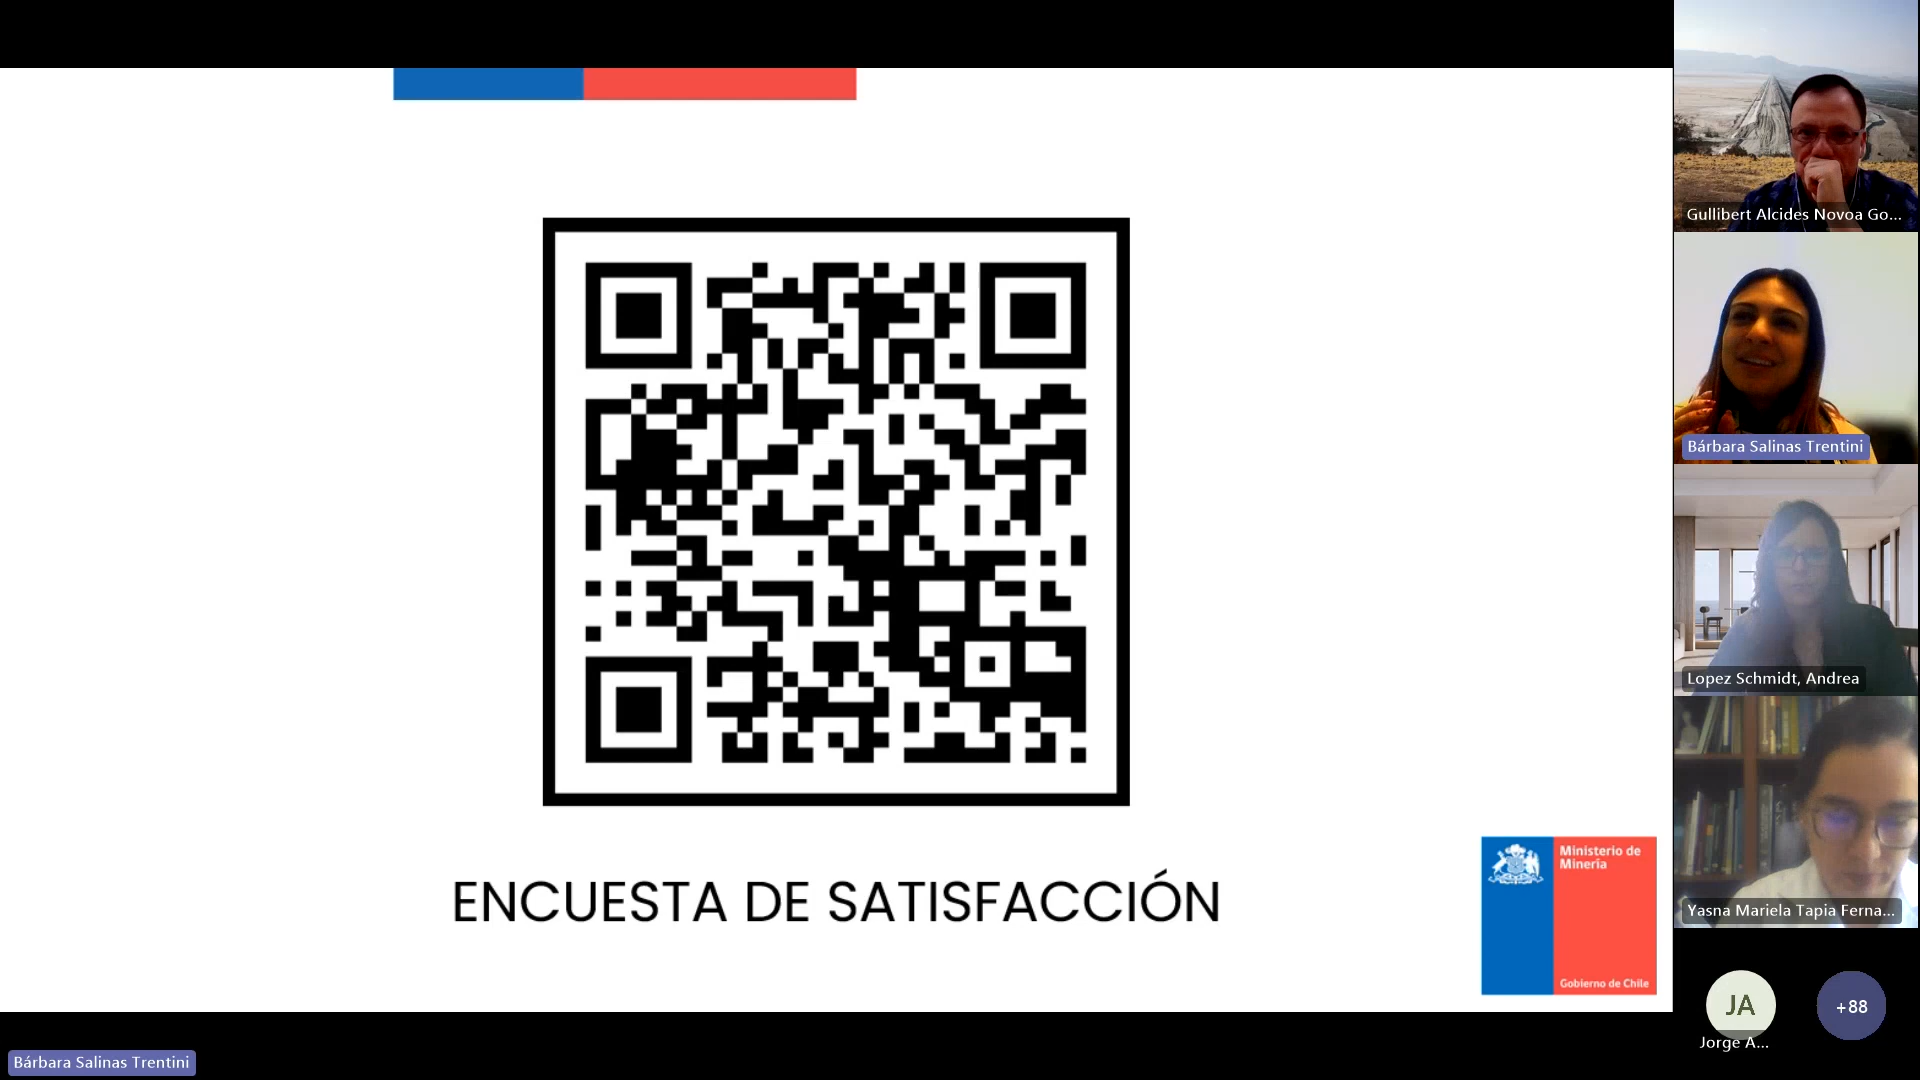 ENCUESTA DE SATISFACCIÓN
Ministerio de
Minería
Gobierno de Chile
Gullibert Alcides Novoa Go...
Bárbara Salinas Trentini
Lopez Schmidt, Andrea
Yasna Mariela Tapia Ferna...
JA
Jorge A...
+88
Bárbara Salinas Trentini